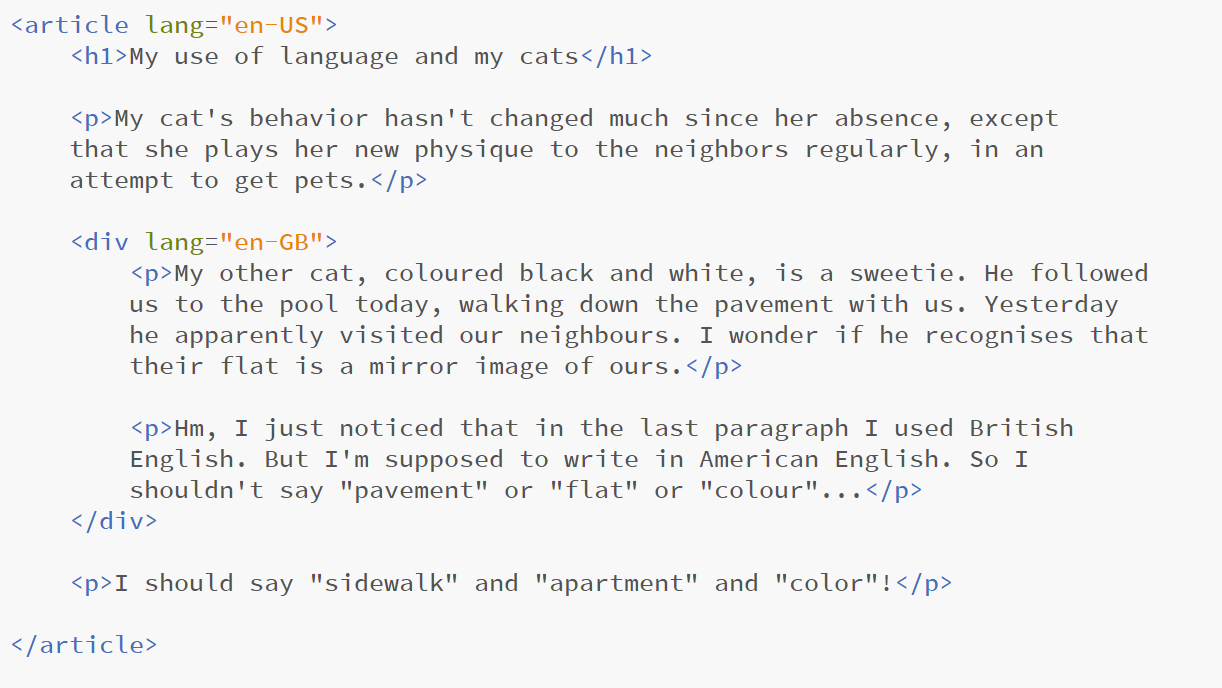 <article lang="en-US">
<h1>My use of language and my cats</h1>
<p>My cat's behavior hasn't changed much since her absence, except
that she plays her new physique to the neighbors regularly, in an
attempt to get pets.</p>
<div lang="en-GB">
<p>My other cat, coloured black and white, is a sweetie. He followed
us to the pool today, walking down the pavement with us. Yesterday
he apparently visited our neighbours. I wonder if he recognises that
their flat is a mirror image of ours.</p>
<p>Hm, I just noticed that in the last paragraph I used British
English. But I'm supposed to write in American English. So I
shouldn't say "pavement" or "flat" or "colour"...</p>
</div>
<p>I should say "sidewalk" and "apartment" and "color"!</p>
</article>